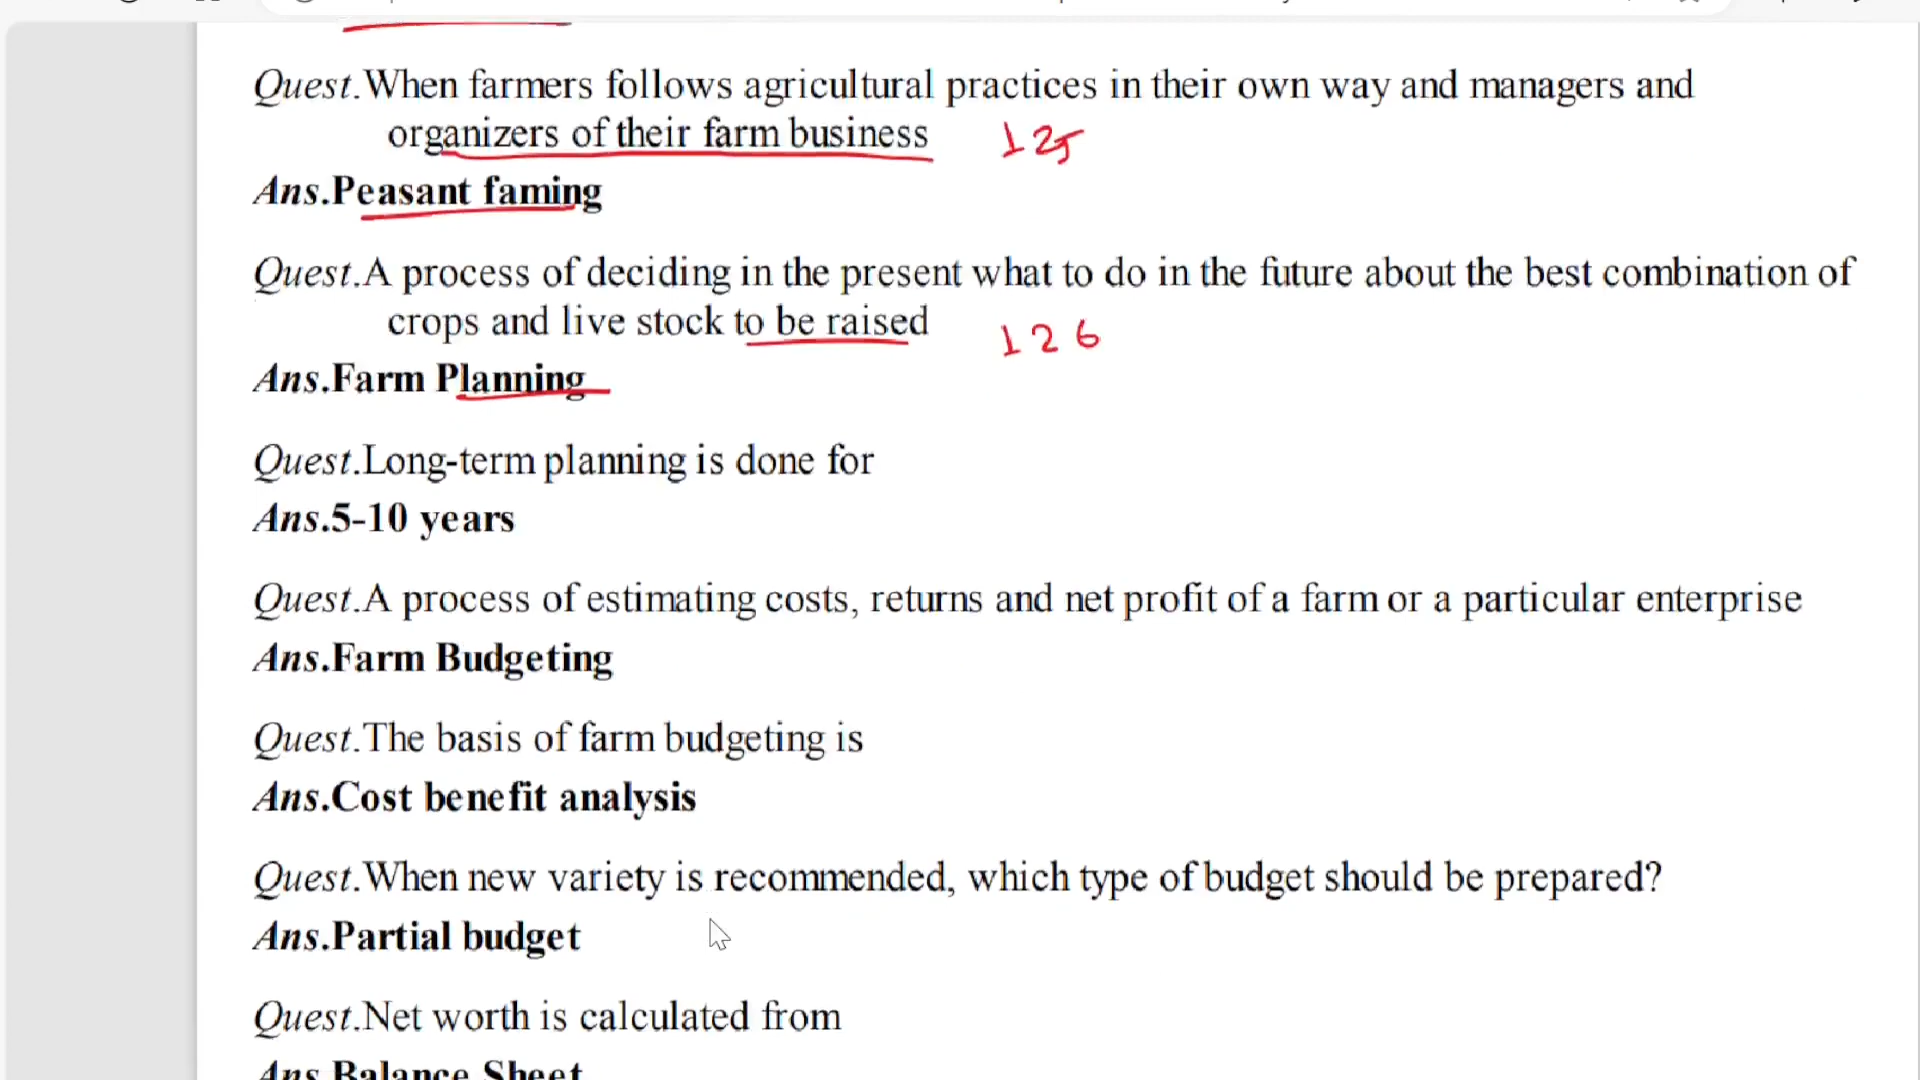 Quest.When farmers follows agricultural practices in their own way and managers and
organizers of their farm business 125
Ans.Peasant faming
Quest.A process of deciding in the present what to do in the future about the best combination of
crops and live stock to be raised 126
Ans.Farm Planning
Quest.Long-term planning is done for
Ans.5-10 years
Quest.A process of estimating costs, returns and net profit of a farm or a particular enterprise
Ans.Farm Budgeting
Quest.The basis of farm budgeting is
Ans.Cost benefit analysis
Quest.When new variety is recommended, which type of budget should be prepared?
Ans.Partial budget
Quest.Net worth is calculated from
Ans.Balance Sheet